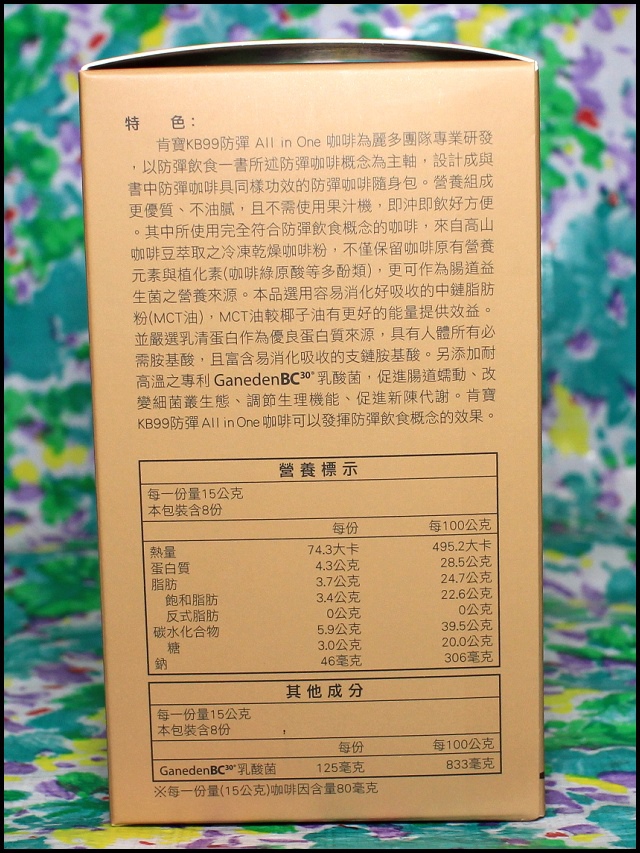 特　色：
肯寶KB99防彈 All in One 咖啡為麗多團隊專業研發
，以防彈飲食一書所述防彈咖啡概念為主軸，設計成與
書中防彈咖啡具同樣功效的防彈咖啡隨身包。營養組成
更優質、不油膩，且不需使用果汁機，即沖即飲好方便
。其中所使用完全符合防彈飲食概念的咖啡，來自高山
咖啡豆萃取之冷凍乾燥咖啡粉，不僅保留咖啡原有營養
元素與植化素(咖啡綠原酸等多酚類)，更可作為腸道益
生菌之營養來源。本品選用容易消化好吸收的中鏈脂肪
粉(MCT油)，MCT油較椰子油有更好的能量提供效益。
並嚴選乳清蛋白作為優良蛋白質來源，具有人體所有必
需胺基酸，且富含易消化吸收的支鏈胺基酸。另添加耐
高溫之專利 GanedenBC30® 乳酸菌，促進腸道蠕動、改
變細菌叢生態、調節生理機能、促進新陳代謝。肯寶
KB99防彈 All in One 咖啡可以發揮防彈飲食概念的效果。
營養標示
每一份量15公克
本包裝含8份
每份 每100公克
熱量 74.3大卡 495.2大卡
蛋白質 4.3公克 28.5公克
脂肪 3.7公克 24.7公克
飽和脂肪 3.4公克 22.6公克
反式脂肪 0公克 0公克
碳水化合物 5.9公克 39.5公克
糖 3.0公克 20.0公克
鈉 46毫克 306毫克
其他成分
每一份量15公克
本包裝含8份
每份 每100公克
GanedenBC30® 乳酸菌 125毫克 833毫克
※每一份量(15公克)咖啡因含量80毫克